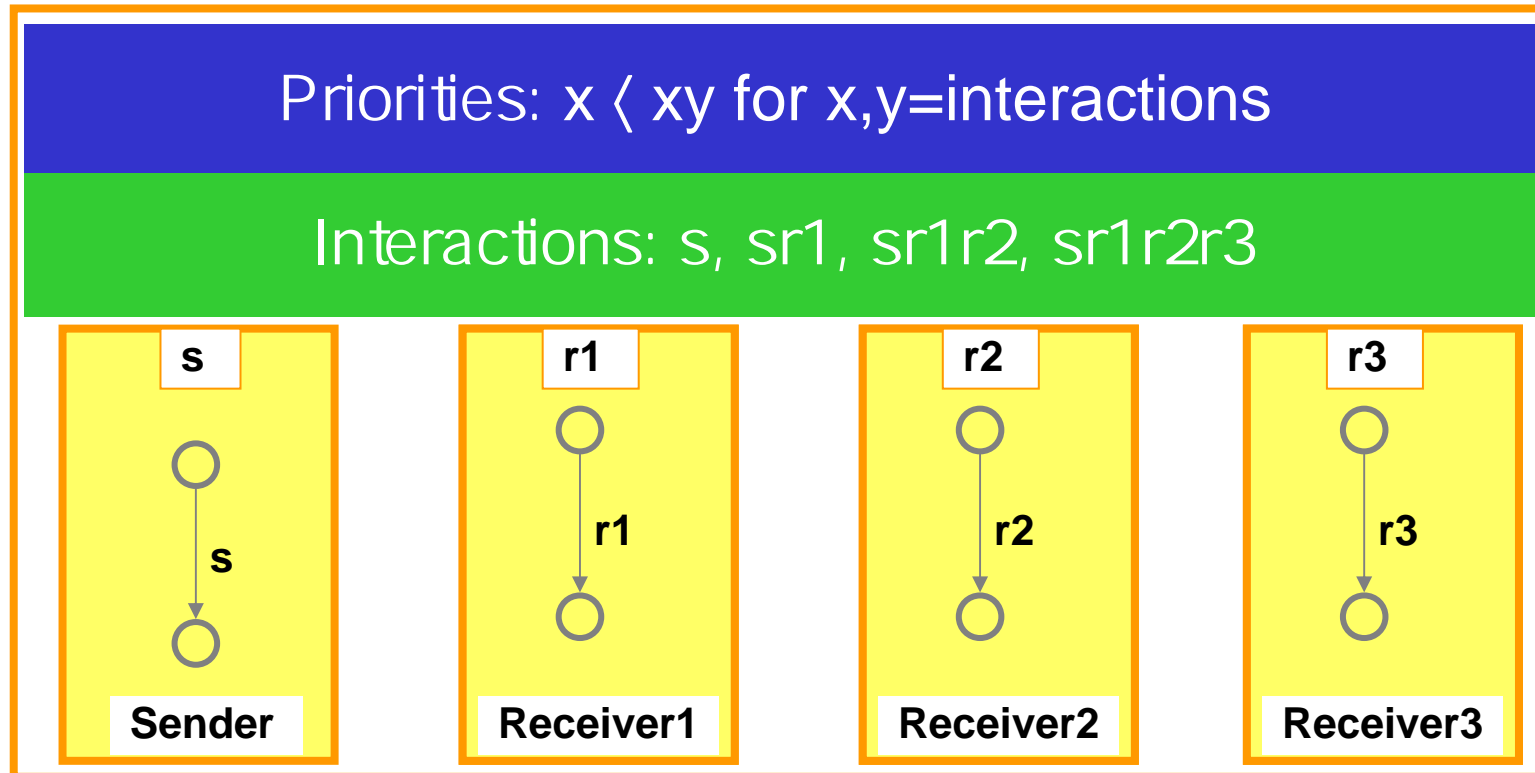 Priorities: x ⟨ xy for x,y=interactions
Interactions: s, sr1, sr1r2, sr1r2r3
s
r1
r2
r3
s
r1
r2
r3
Sender
Receiver1
Receiver2
Receiver3